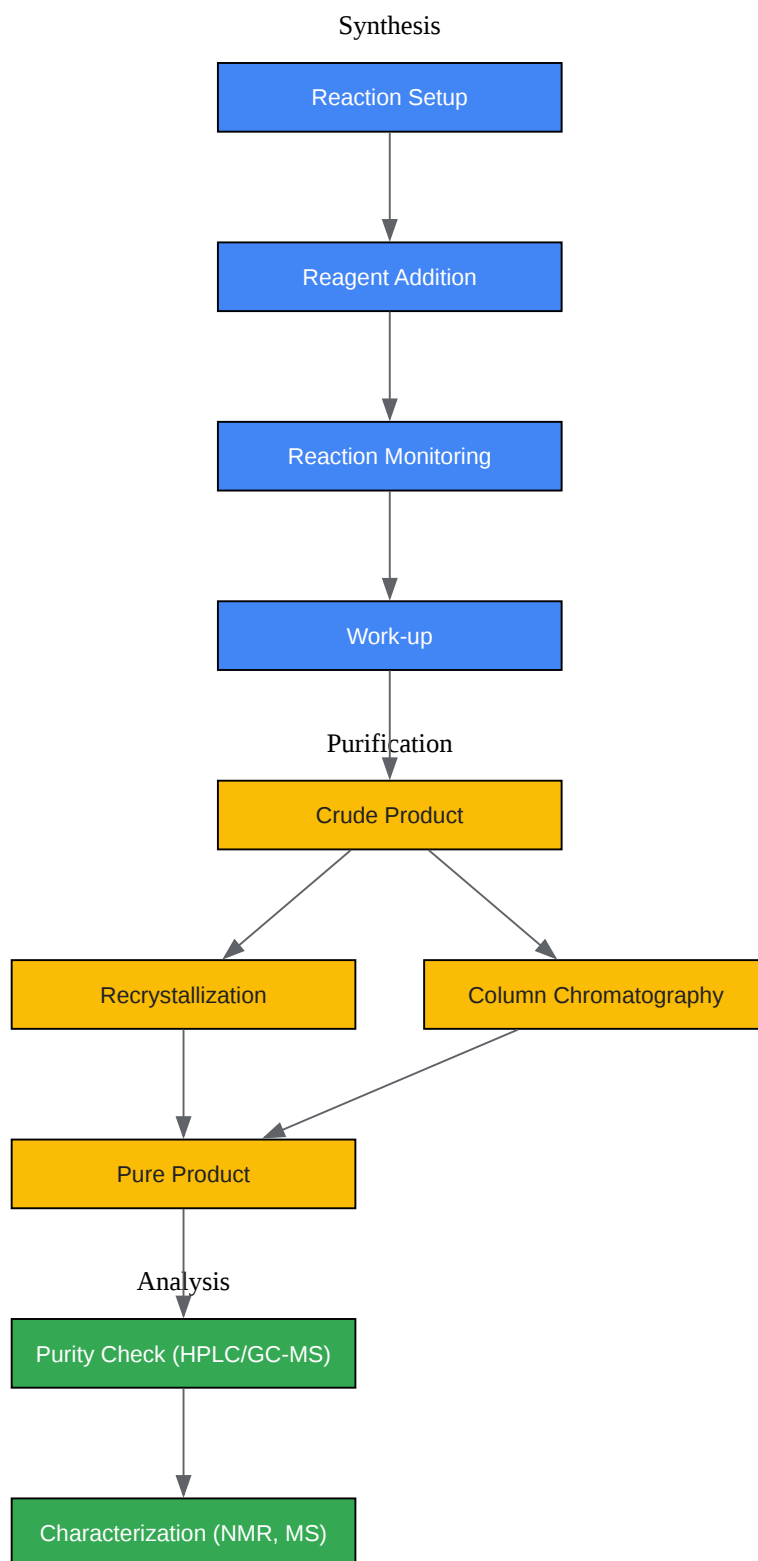 Synthesis
Reaction Setup
Reagent Addition
Reaction Monitoring
Work-up
Purification
Crude Product
Recrystallization
Column Chromatography
Pure Product
Analysis
Purity Check (HPLC/GC-MS)
Characterization (NMR, MS)